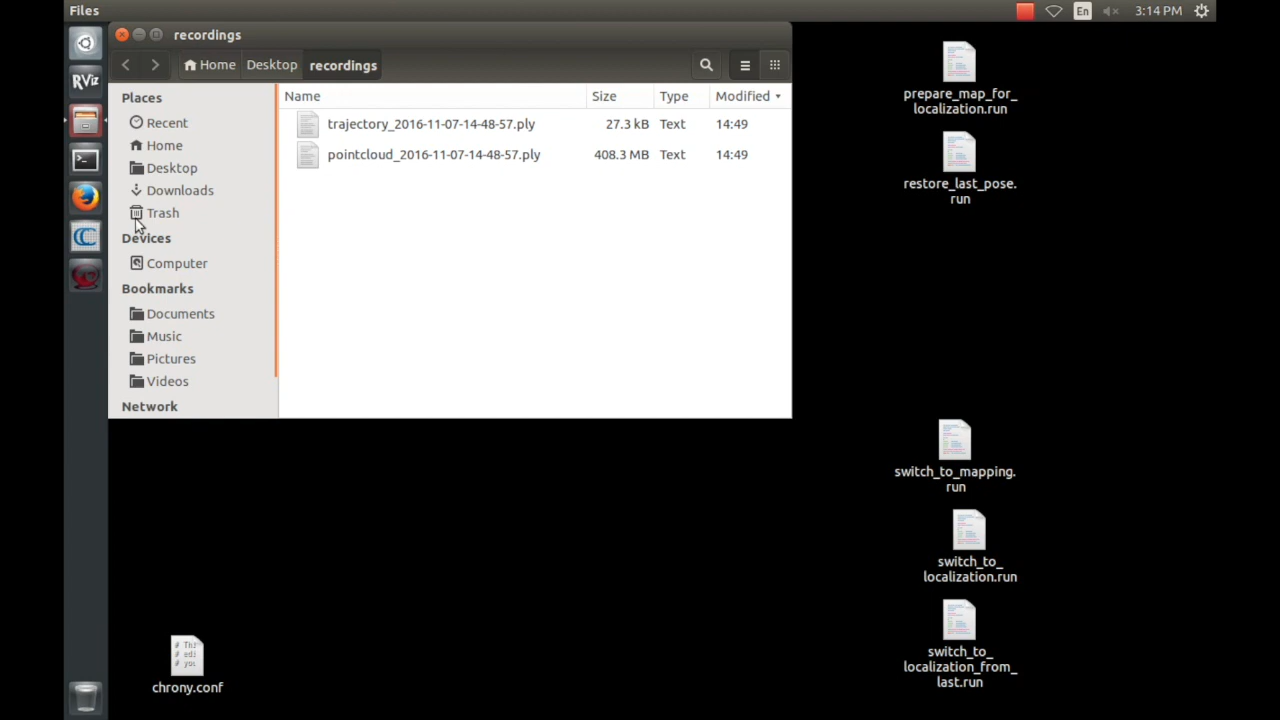 Files
En
3:14 PM
recordings
Home
Desktop
recordings
Places
Recent
Home
Desktop
Downloads
Trash
Devices
Computer
Bookmarks
Documents
Music
Pictures
Videos
Network
Name Size Type Modified
trajectory_2016-11-07-14-48-57.ply 27.3 kB Text 14:49
pointcloud_2016-11-07-14-48-57.ply 408.3 MB Text 14:49
RViz
prepare_map_for_
localization.run
restore_last_pose.
run
switch_to_mapping.
run
switch_to_
localization.run
switch_to_
localization_from_
last.run
# Thi
# edi
# you
chrony.conf